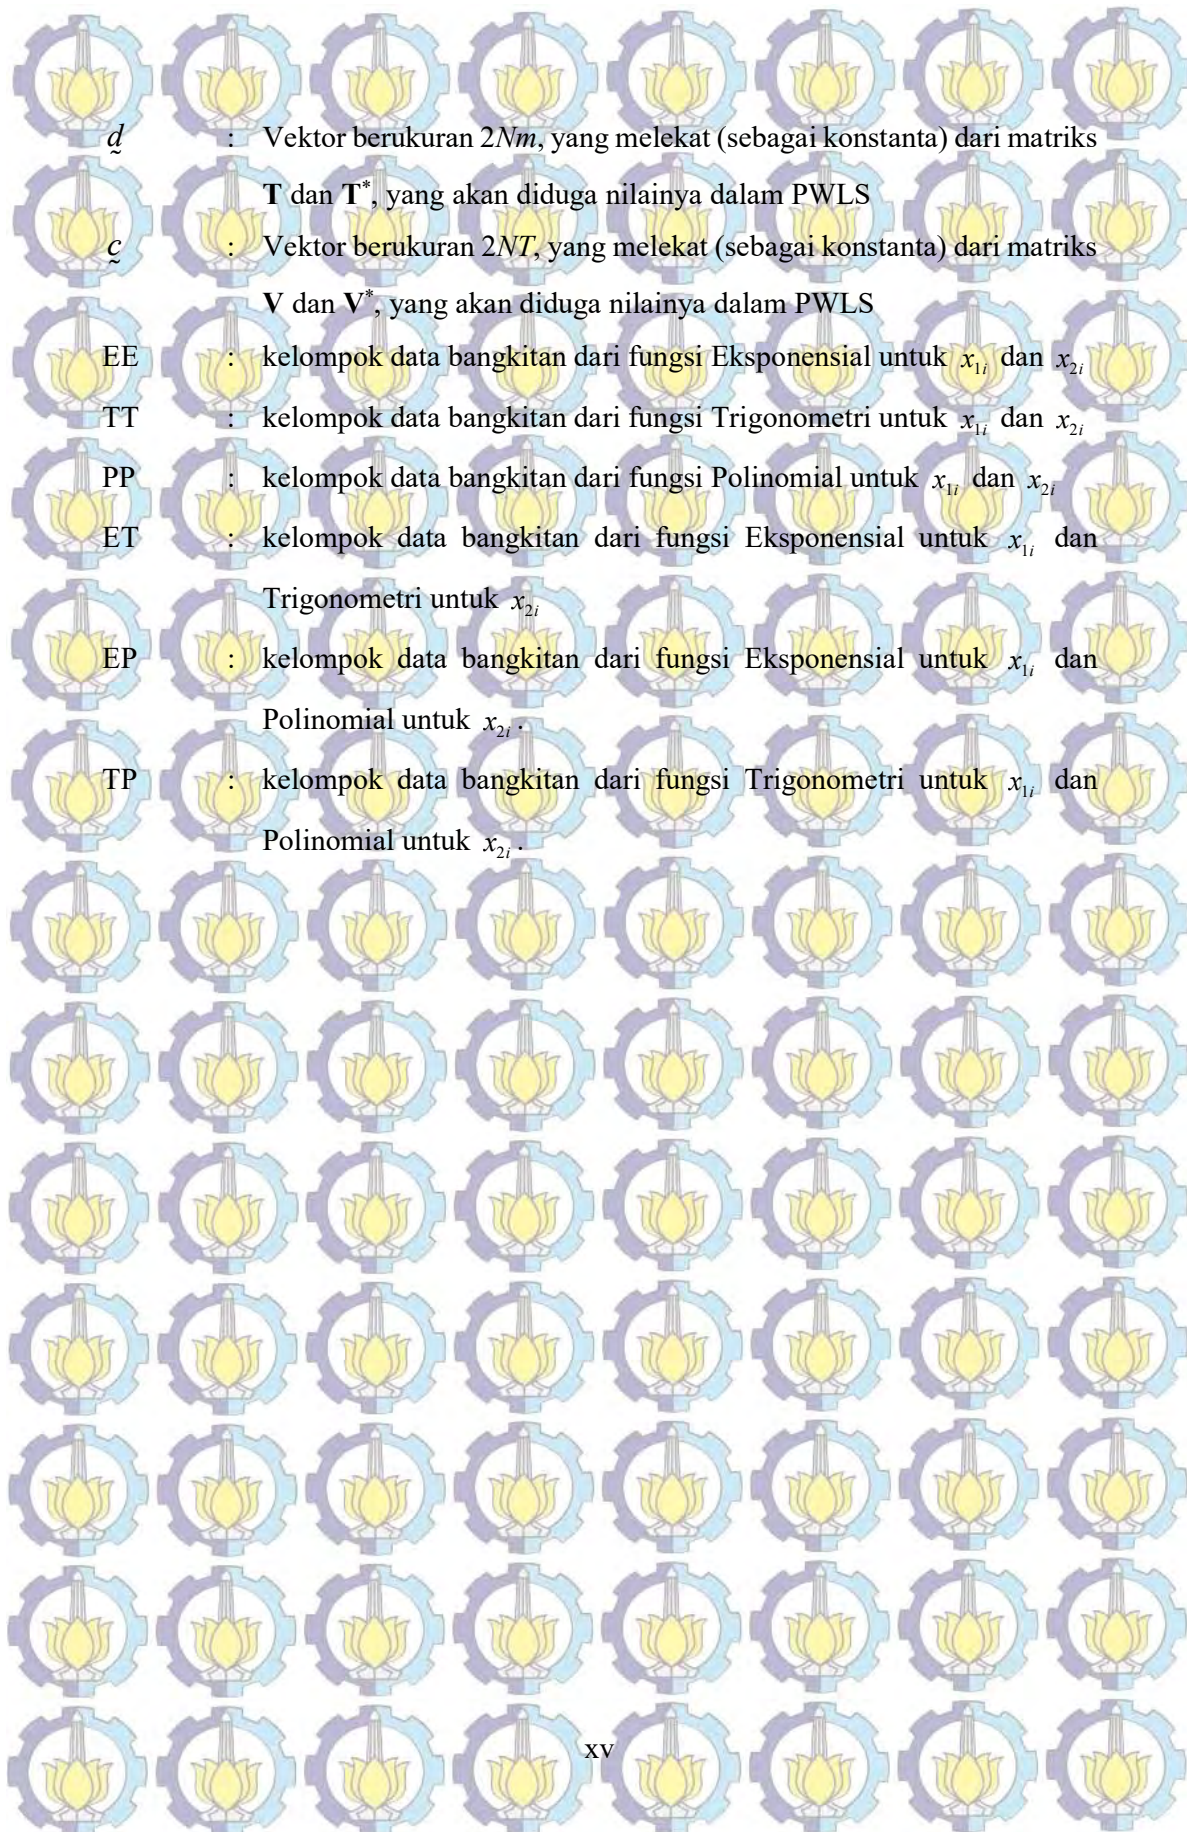 d̰ : Vektor berukuran 2Nm, yang melekat (sebagai konstanta) dari matriks
T dan T*, yang akan diduga nilainya dalam PWLS
c̰ : Vektor berukuran 2NT, yang melekat (sebagai konstanta) dari matriks
V dan V*, yang akan diduga nilainya dalam PWLS
EE : kelompok data bangkitan dari fungsi Eksponensial untuk x₁ᵢ dan x₂ᵢ
TT : kelompok data bangkitan dari fungsi Trigonometri untuk x₁ᵢ dan x₂ᵢ
PP : kelompok data bangkitan dari fungsi Polinomial untuk x₁ᵢ dan x₂ᵢ
ET : kelompok data bangkitan dari fungsi Eksponensial untuk x₁ᵢ dan
Trigonometri untuk x₂ᵢ
EP : kelompok data bangkitan dari fungsi Eksponensial untuk x₁ᵢ dan
Polinomial untuk x₂ᵢ.
TP : kelompok data bangkitan dari fungsi Trigonometri untuk x₁ᵢ dan
Polinomial untuk x₂ᵢ.
xv